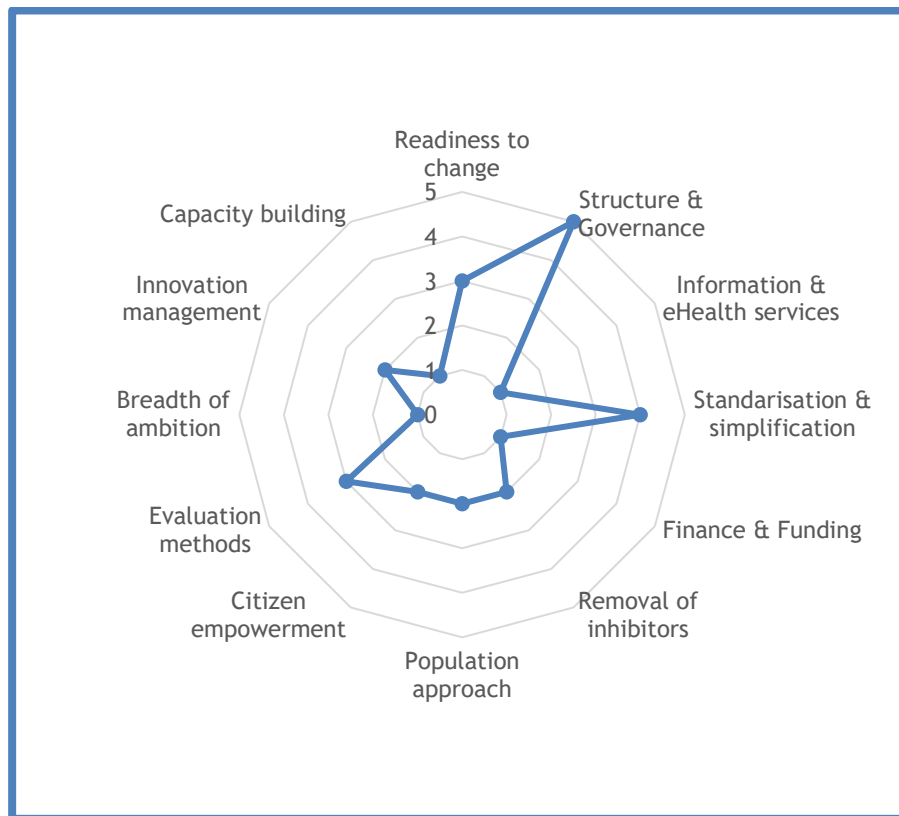 Readiness to
change
Structure &
Governance
Information &
eHealth services
Standarisation &
simplification
Finance & Funding
Removal of
inhibitors
Population
approach
Citizen
empowerment
Evaluation
methods
Breadth of
ambition
Innovation
management
Capacity building
5
4
3
2
1
0